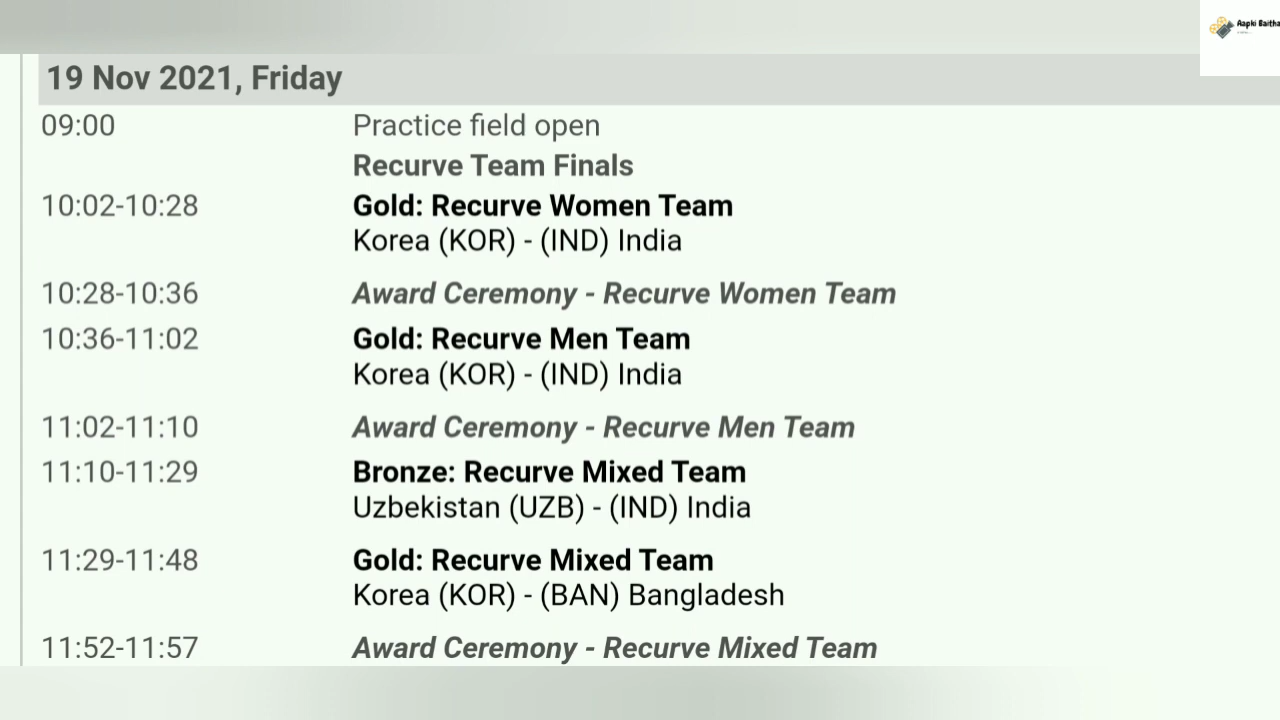 Aapki Baitha
19 Nov 2021, Friday
09:00 Practice field open
Recurve Team Finals
10:02-10:28 Gold: Recurve Women Team
Korea (KOR) - (IND) India
10:28-10:36 Award Ceremony - Recurve Women Team
10:36-11:02 Gold: Recurve Men Team
Korea (KOR) - (IND) India
11:02-11:10 Award Ceremony - Recurve Men Team
11:10-11:29 Bronze: Recurve Mixed Team
Uzbekistan (UZB) - (IND) India
11:29-11:48 Gold: Recurve Mixed Team
Korea (KOR) - (BAN) Bangladesh
11:52-11:57 Award Ceremony - Recurve Mixed Team